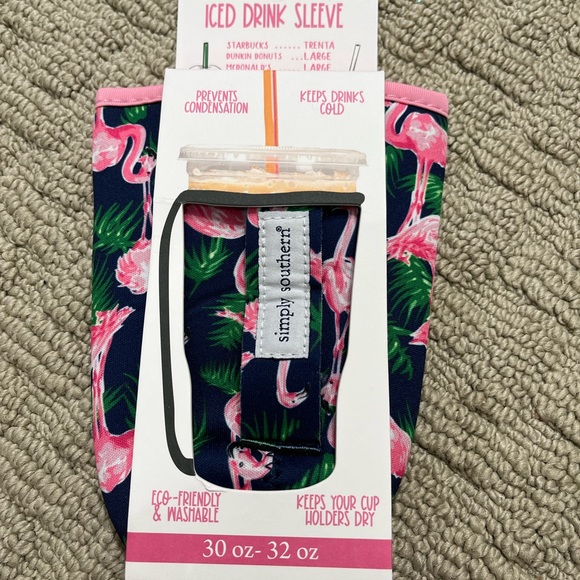 ICED DRINK SLEEVE
STARBUCKS ...... TRENTA
DUNKIN DONUTS ...LARGE
MCDONALD'S ..... LARGE
PREVENTS
CONDENSATION
KEEPS DRINKS
COLD
simply southern®
ECO-FRIENDLY
& WASHABLE
KEEPS YOUR CUP
HOLDERS DRY
30 oz- 32 oz